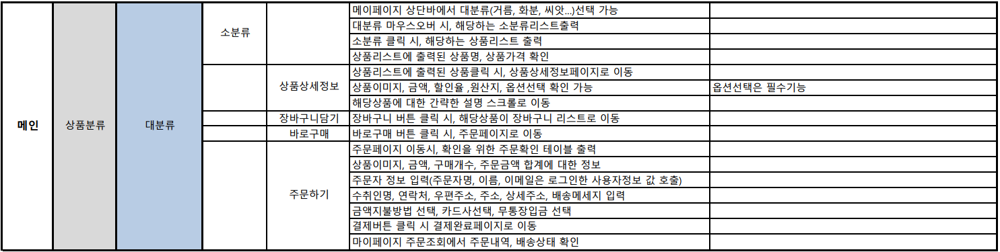 메이페이지 상단바에서 대분류(거름, 화분, 씨앗...)선택 가능
소분류
대분류 마우스오버 시, 해당하는 소분류리스트출력
소분류 클릭 시, 해당하는 상품리스트 출력
상품리스트에 출력된 상품명, 상품가격 확인
상품리스트에 출력된 상품클릭 시, 상품상세정보페이지로 이동
상품상세정보
상품이미지, 금액, 할인율 ,원산지, 옵션선택 확인 가능
옵션선택은 필수기능
해당상품에 대한 간략한 설명 스크롤로 이동
메인
상품분류
대분류
장바구니담기
장바구니 버튼 클릭 시, 해당상품이 장바구니 리스트로 이동
바로구매
바로구매 버튼 클릭 시, 주문페이지로 이동
주문페이지 이동시, 확인을 위한 주문확인 테이블 출력
상품이미지, 금액, 구매개수, 주문금액 합계에 대한 정보
주문자 정보 입력(주문자명, 이름, 이메일은 로그인한 사용자정보 값 호출)
주문하기
수취인명, 연락처, 우편주소, 주소, 상세주소, 배송메세지 입력
금액지불방법 선택, 카드사선택, 무통장입금 선택
결제버튼 클릭 시 결제완료페이지로 이동
마이페이지 주문조회에서 주문내역, 배송상태 확인